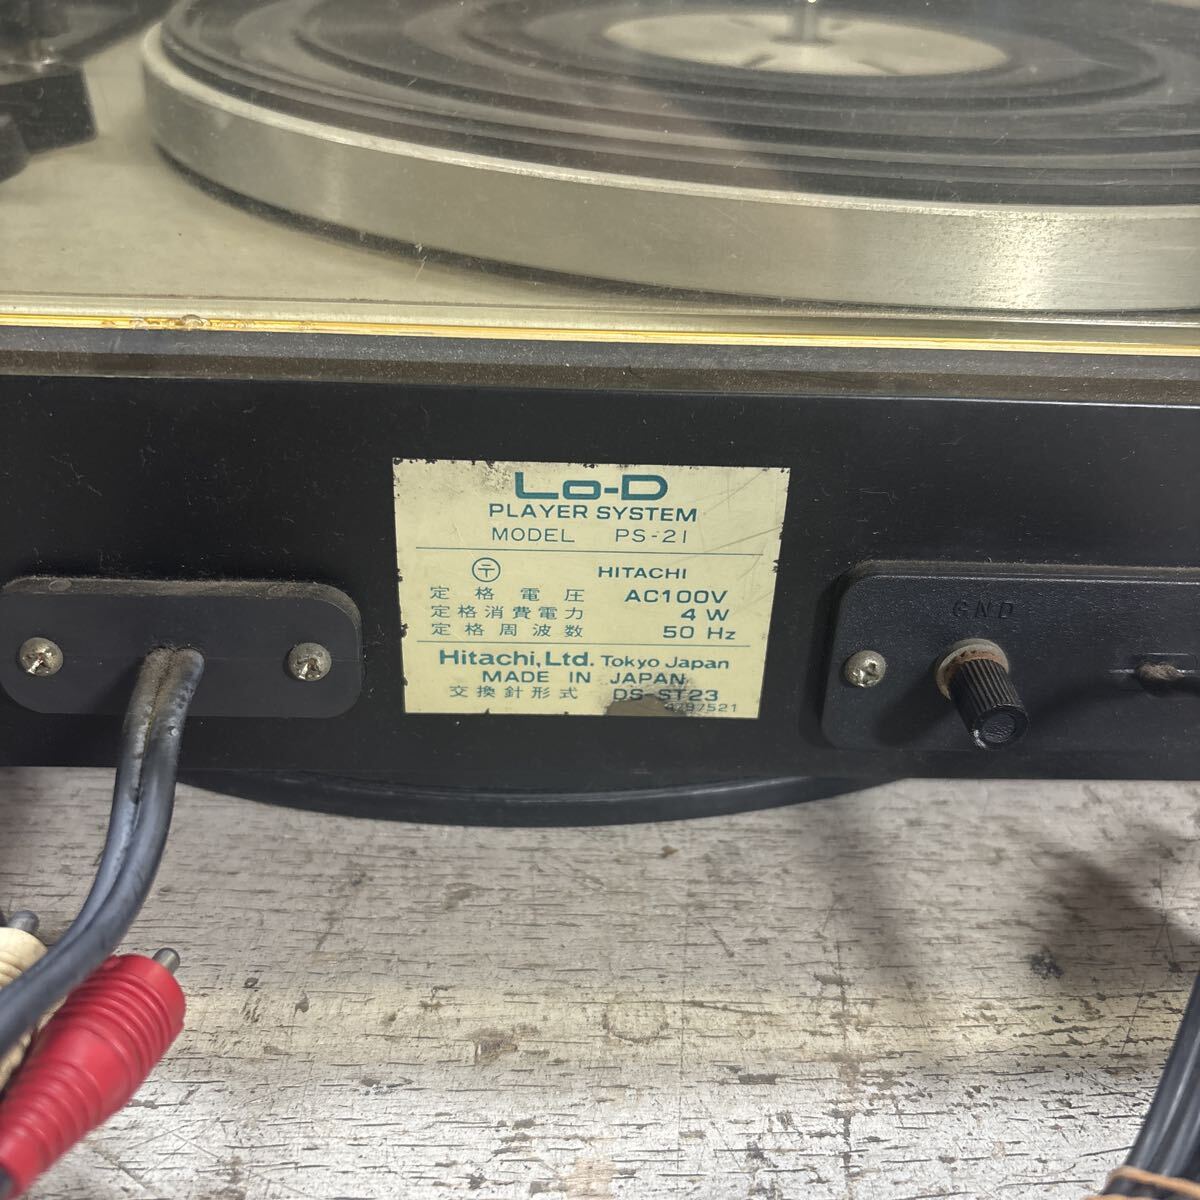 Lo-D
PLAYER SYSTEM
MODEL PS-21
〒 HITACHI
定格電圧 AC100V
定格消費電力 4 W
定格周波数 50 Hz
Hitachi, Ltd. Tokyo Japan
MADE IN JAPAN
交換針形式 DS-ST23
4797521
GND